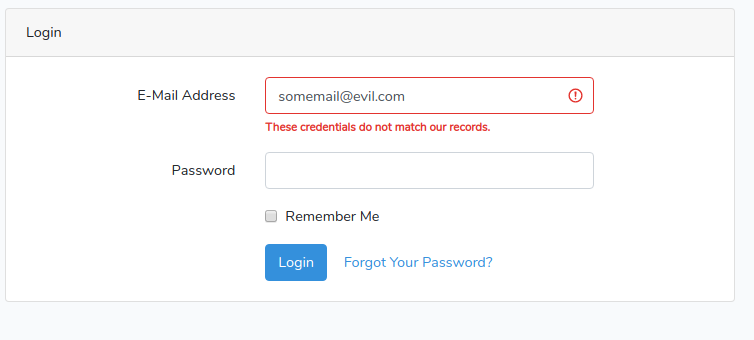 Login
E-Mail Address
somemail@evil.com
These credentials do not match our records.
Password
Remember Me
Login Forgot Your Password?